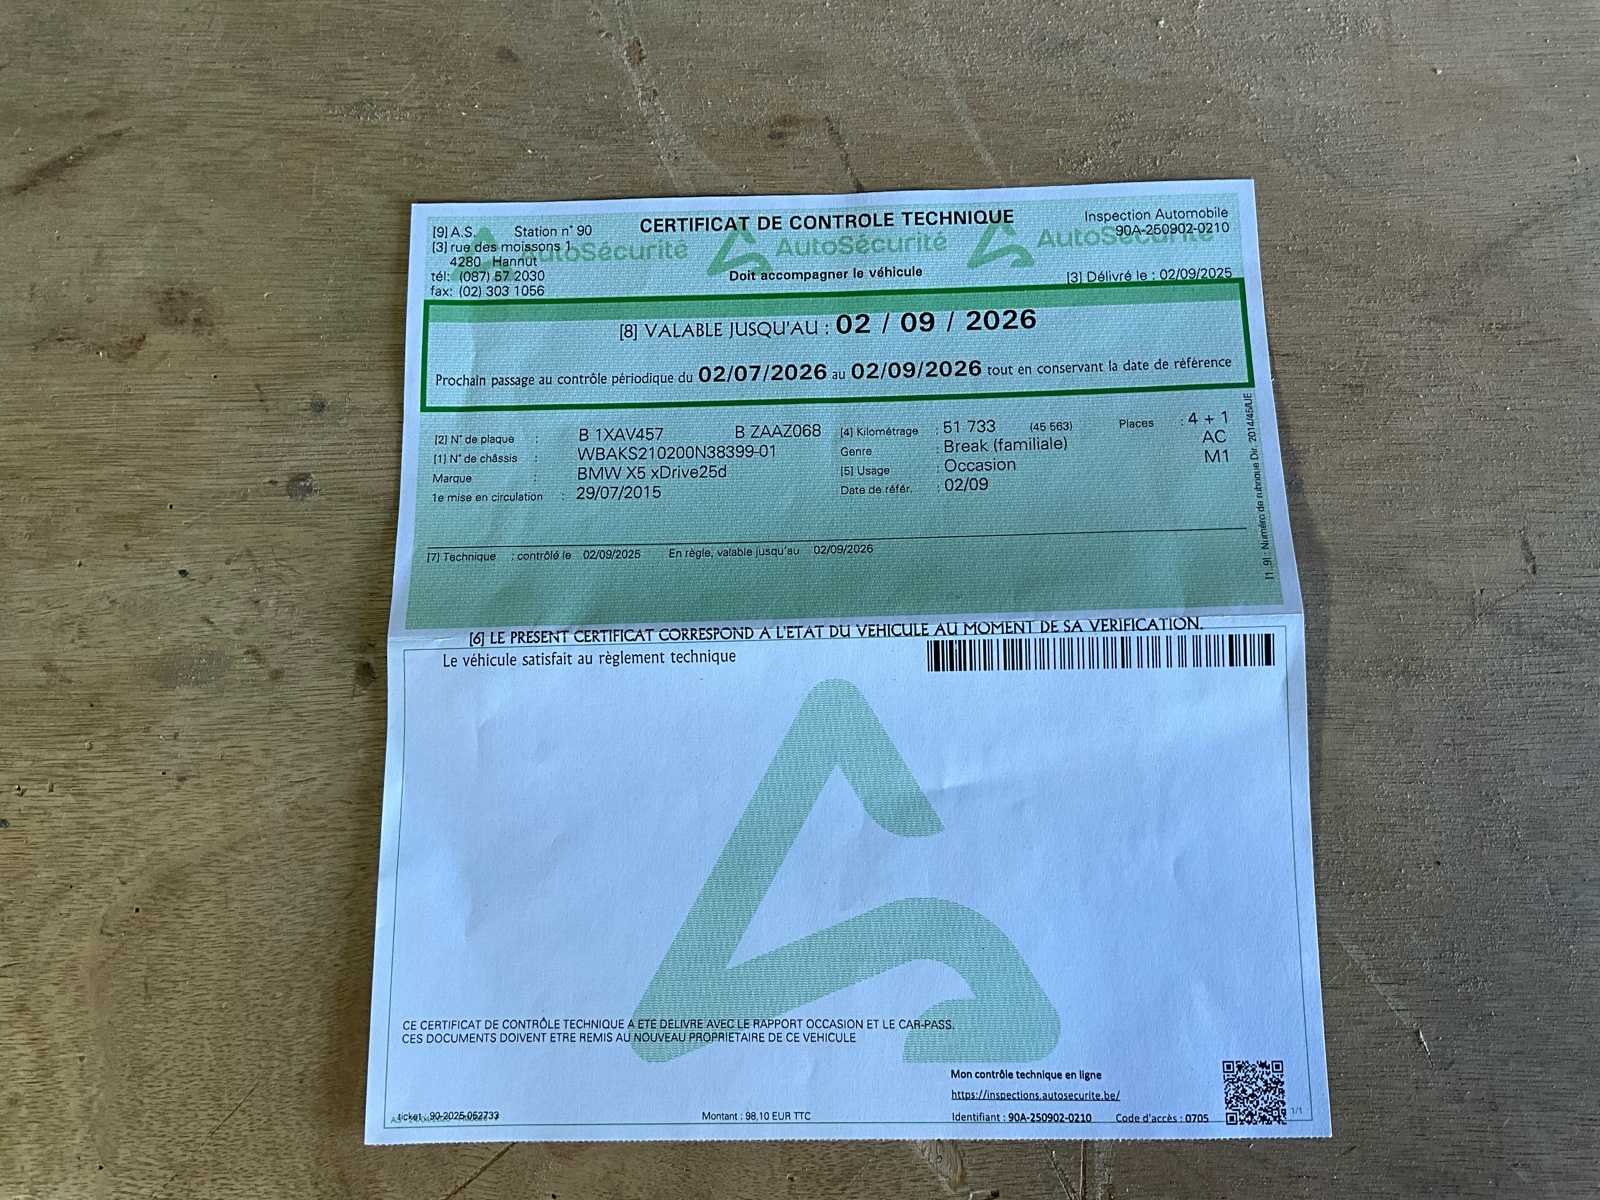 [9] A.S. Station n° 90
[3] rue des moissons 1
4280 Hannut
tél: (087) 57 2030
fax: (02) 303 1056
CERTIFICAT DE CONTROLE TECHNIQUE
AutoSécurité AutoSécurité AutoSécurité
Doit accompagner le véhicule
Inspection Automobile
90A-250902-0210
[3] Délivré le : 02/09/2025
[8] VALABLE JUSQU'AU : 02 / 09 / 2026
Prochain passage au contrôle périodique du 02/07/2026 au 02/09/2026 tout en conservant la date de référence
[2] N° de plaque : B 1XAV457 B ZAAZ068
[1] N° de châssis : WBAKS210200N38399-01
Marque : BMW X5 xDrive25d
1e mise en circulation : 29/07/2015
[4] Kilométrage : 51 733 (45 563)
Genre : Break (familiale)
[5] Usage : Occasion
Date de référ. : 02/09
Places : 4 + 1
AC
M1
[1..9] : Numéro de rubrique Dir. 2014/45/UE
[7] Technique : contrôlé le 02/09/2025 En règle, valable jusqu'au 02/09/2026
[6] LE PRESENT CERTIFICAT CORRESPOND A L'ETAT DU VEHICULE AU MOMENT DE SA VERIFICATION.
Le véhicule satisfait au règlement technique
CE CERTIFICAT DE CONTRÔLE TECHNIQUE A ETE DELIVRE AVEC LE RAPPORT OCCASION ET LE CAR-PASS.
CES DOCUMENTS DOIVENT ETRE REMIS AU NOUVEAU PROPRIETAIRE DE CE VEHICULE
Mon contrôle technique en ligne
https://inspections.autosecurite.be/
Identifiant : 90A-250902-0210 Code d'accès : 0705
1/1
ticket 90-2025-052733
Montant : 98,10 EUR TTC